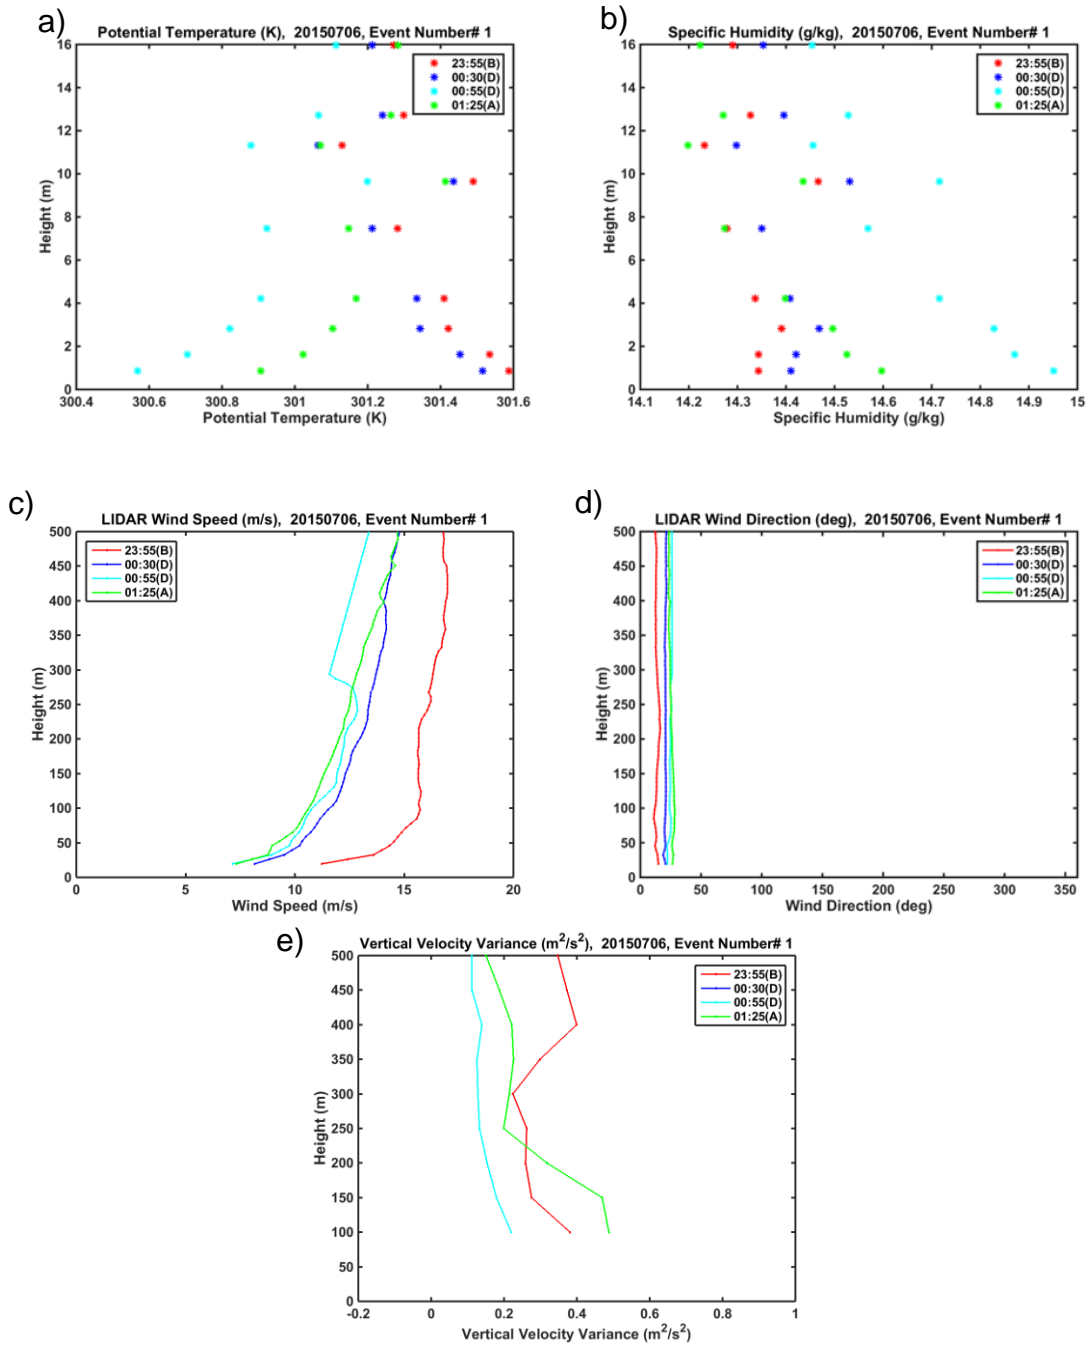 a)
Potential Temperature (K),  20150706, Event Number# 1
16
14
12
10
8
6
4
2
0
Height (m)
23:55(B)
00:30(D)
00:55(D)
01:25(A)
300.4 300.6 300.8 301 301.2 301.4 301.6
Potential Temperature (K)
b)
Specific Humidity (g/kg),  20150706, Event Number# 1
16
14
12
10
8
6
4
2
0
Height (m)
23:55(B)
00:30(D)
00:55(D)
01:25(A)
14.1 14.2 14.3 14.4 14.5 14.6 14.7 14.8 14.9 15
Specific Humidity (g/kg)
c)
LIDAR Wind Speed (m/s),  20150706, Event Number# 1
500
450
400
350
300
250
200
150
100
50
0
Height (m)
23:55(B)
00:30(D)
00:55(D)
01:25(A)
0 5 10 15 20
Wind Speed (m/s)
d)
LIDAR Wind Direction (deg),  20150706, Event Number# 1
500
450
400
350
300
250
200
150
100
50
0
Height (m)
23:55(B)
00:30(D)
00:55(D)
01:25(A)
0 50 100 150 200 250 300 350
Wind Direction (deg)
e)
Vertical Velocity Variance (m²/s²),  20150706, Event Number# 1
500
450
400
350
300
250
200
150
100
50
0
Height (m)
23:55(B)
00:30(D)
00:55(D)
01:25(A)
-0.2 0 0.2 0.4 0.6 0.8 1
Vertical Velocity Variance (m²/s²)